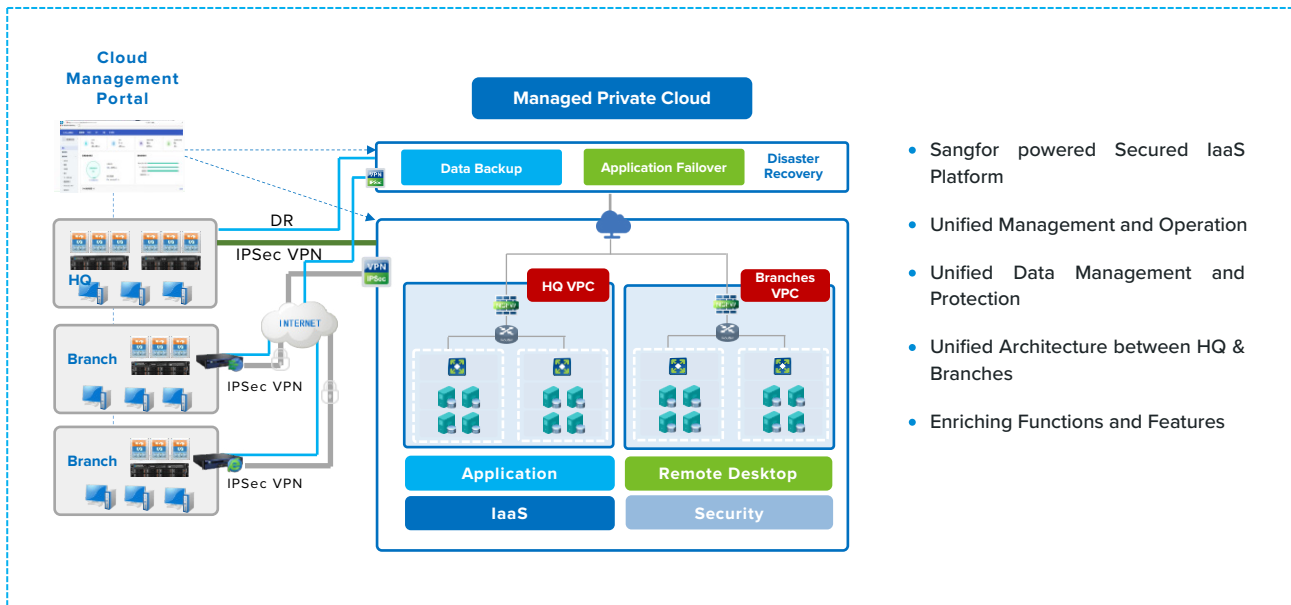 Cloud
Management
Portal
Managed Private Cloud
Data Backup
Application Failover
Disaster
Recovery
VPN
IPSec
DR
IPSec VPN
HQ
VPN
IPSec
INTERNET
Branch
IPSec VPN
Branch
IPSec VPN
HQ VPC
Branches
VPC
Application
Remote Desktop
IaaS
Security
• Sangfor powered Secured IaaS
Platform
• Unified Management and Operation
• Unified Data Management and
Protection
• Unified Architecture between HQ &
Branches
• Enriching Functions and Features